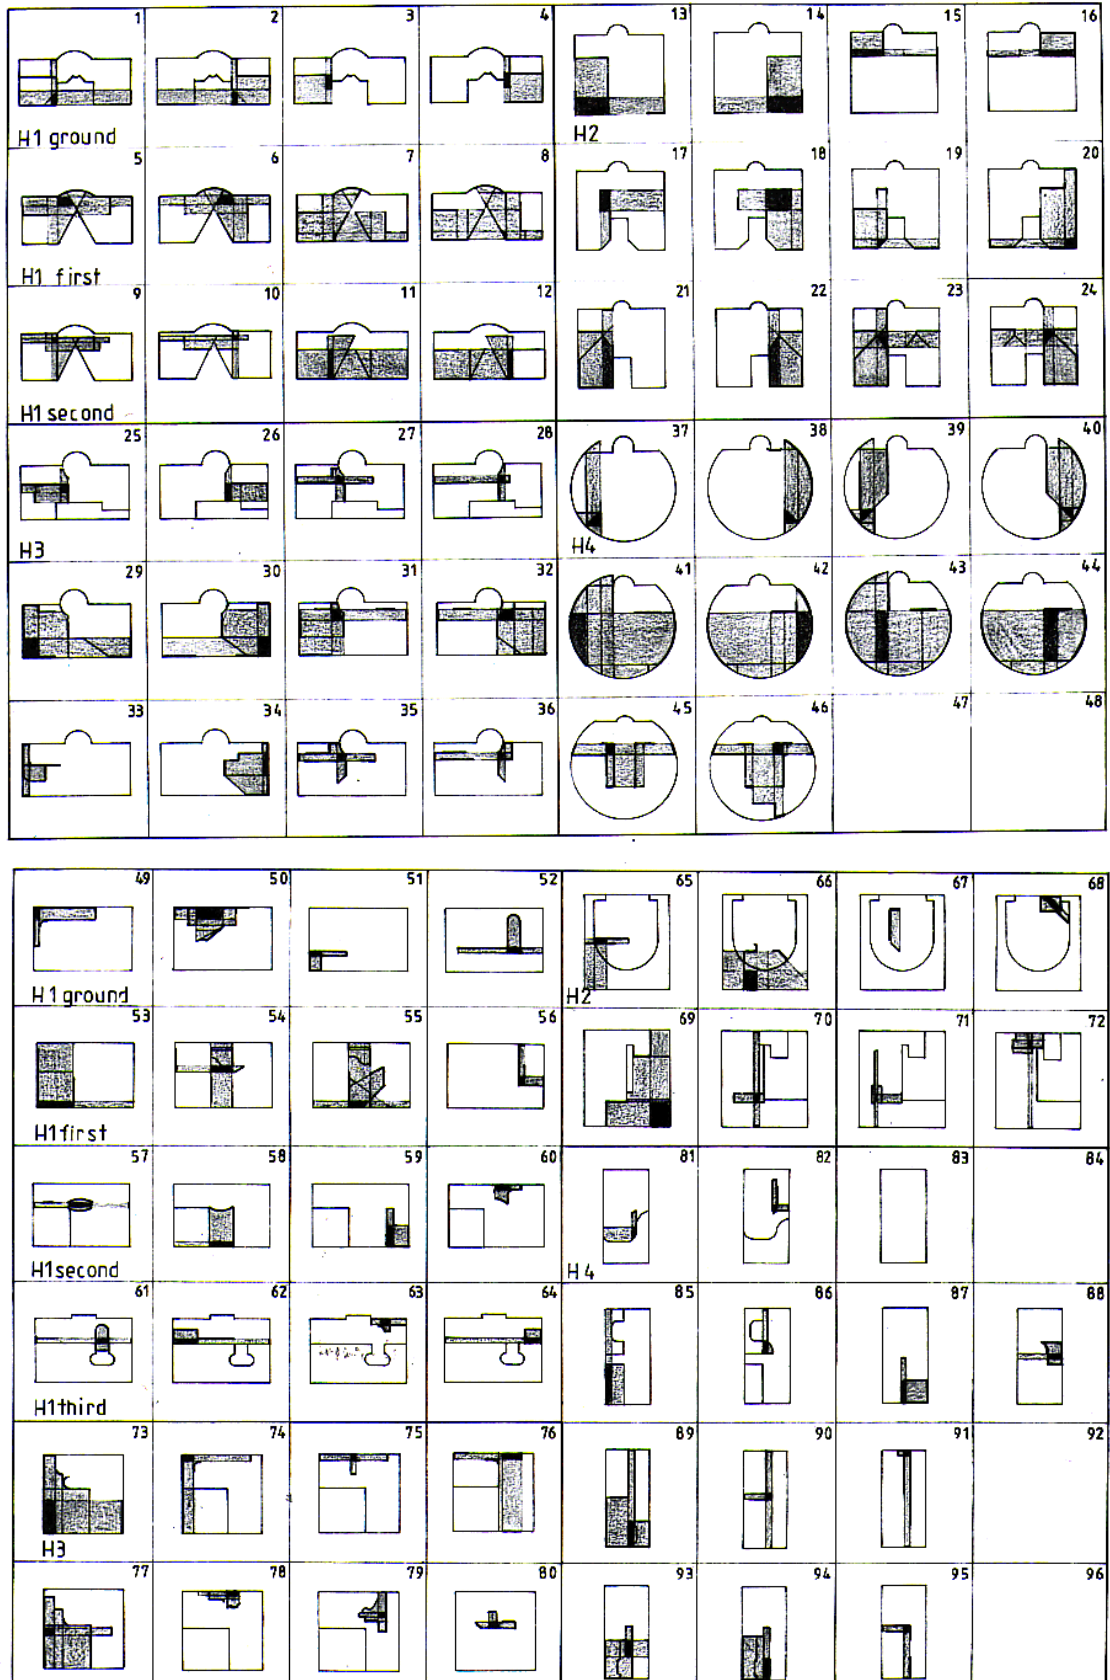 1 2 3 4 13 14 15 16
H1 ground H2
5 6 7 8 17 18 19 20
H1 first
9 10 11 12 21 22 23 24
H1 second
25 26 27 28 37 38 39 40
H3 H4
29 30 31 32 41 42 43 44
33 34 35 36 45 46 47 48
49 50 51 52 65 66 67 68
H1 ground H2
53 54 55 56 69 70 71 72
H1 first
57 58 59 60 81 82 83 84
H1 second H4
61 62 63 64 85 86 87 88
H1 third
73 74 75 76 89 90 91 92
H3
77 78 79 80 93 94 95 96